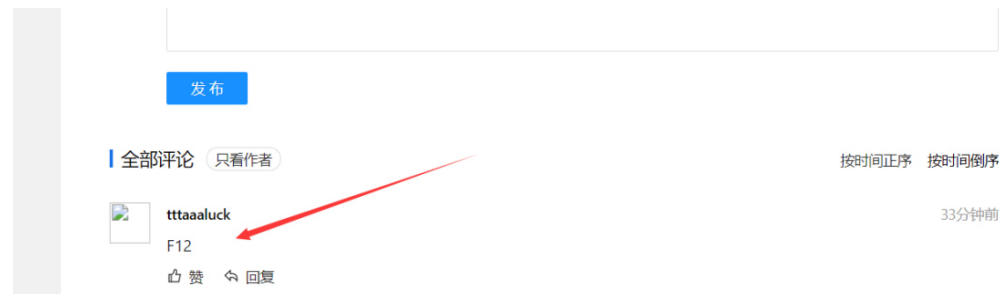 发 布
全部评论 只看作者 按时间正序 按时间倒序
tttaaaluck 33分钟前
F12
赞 回复